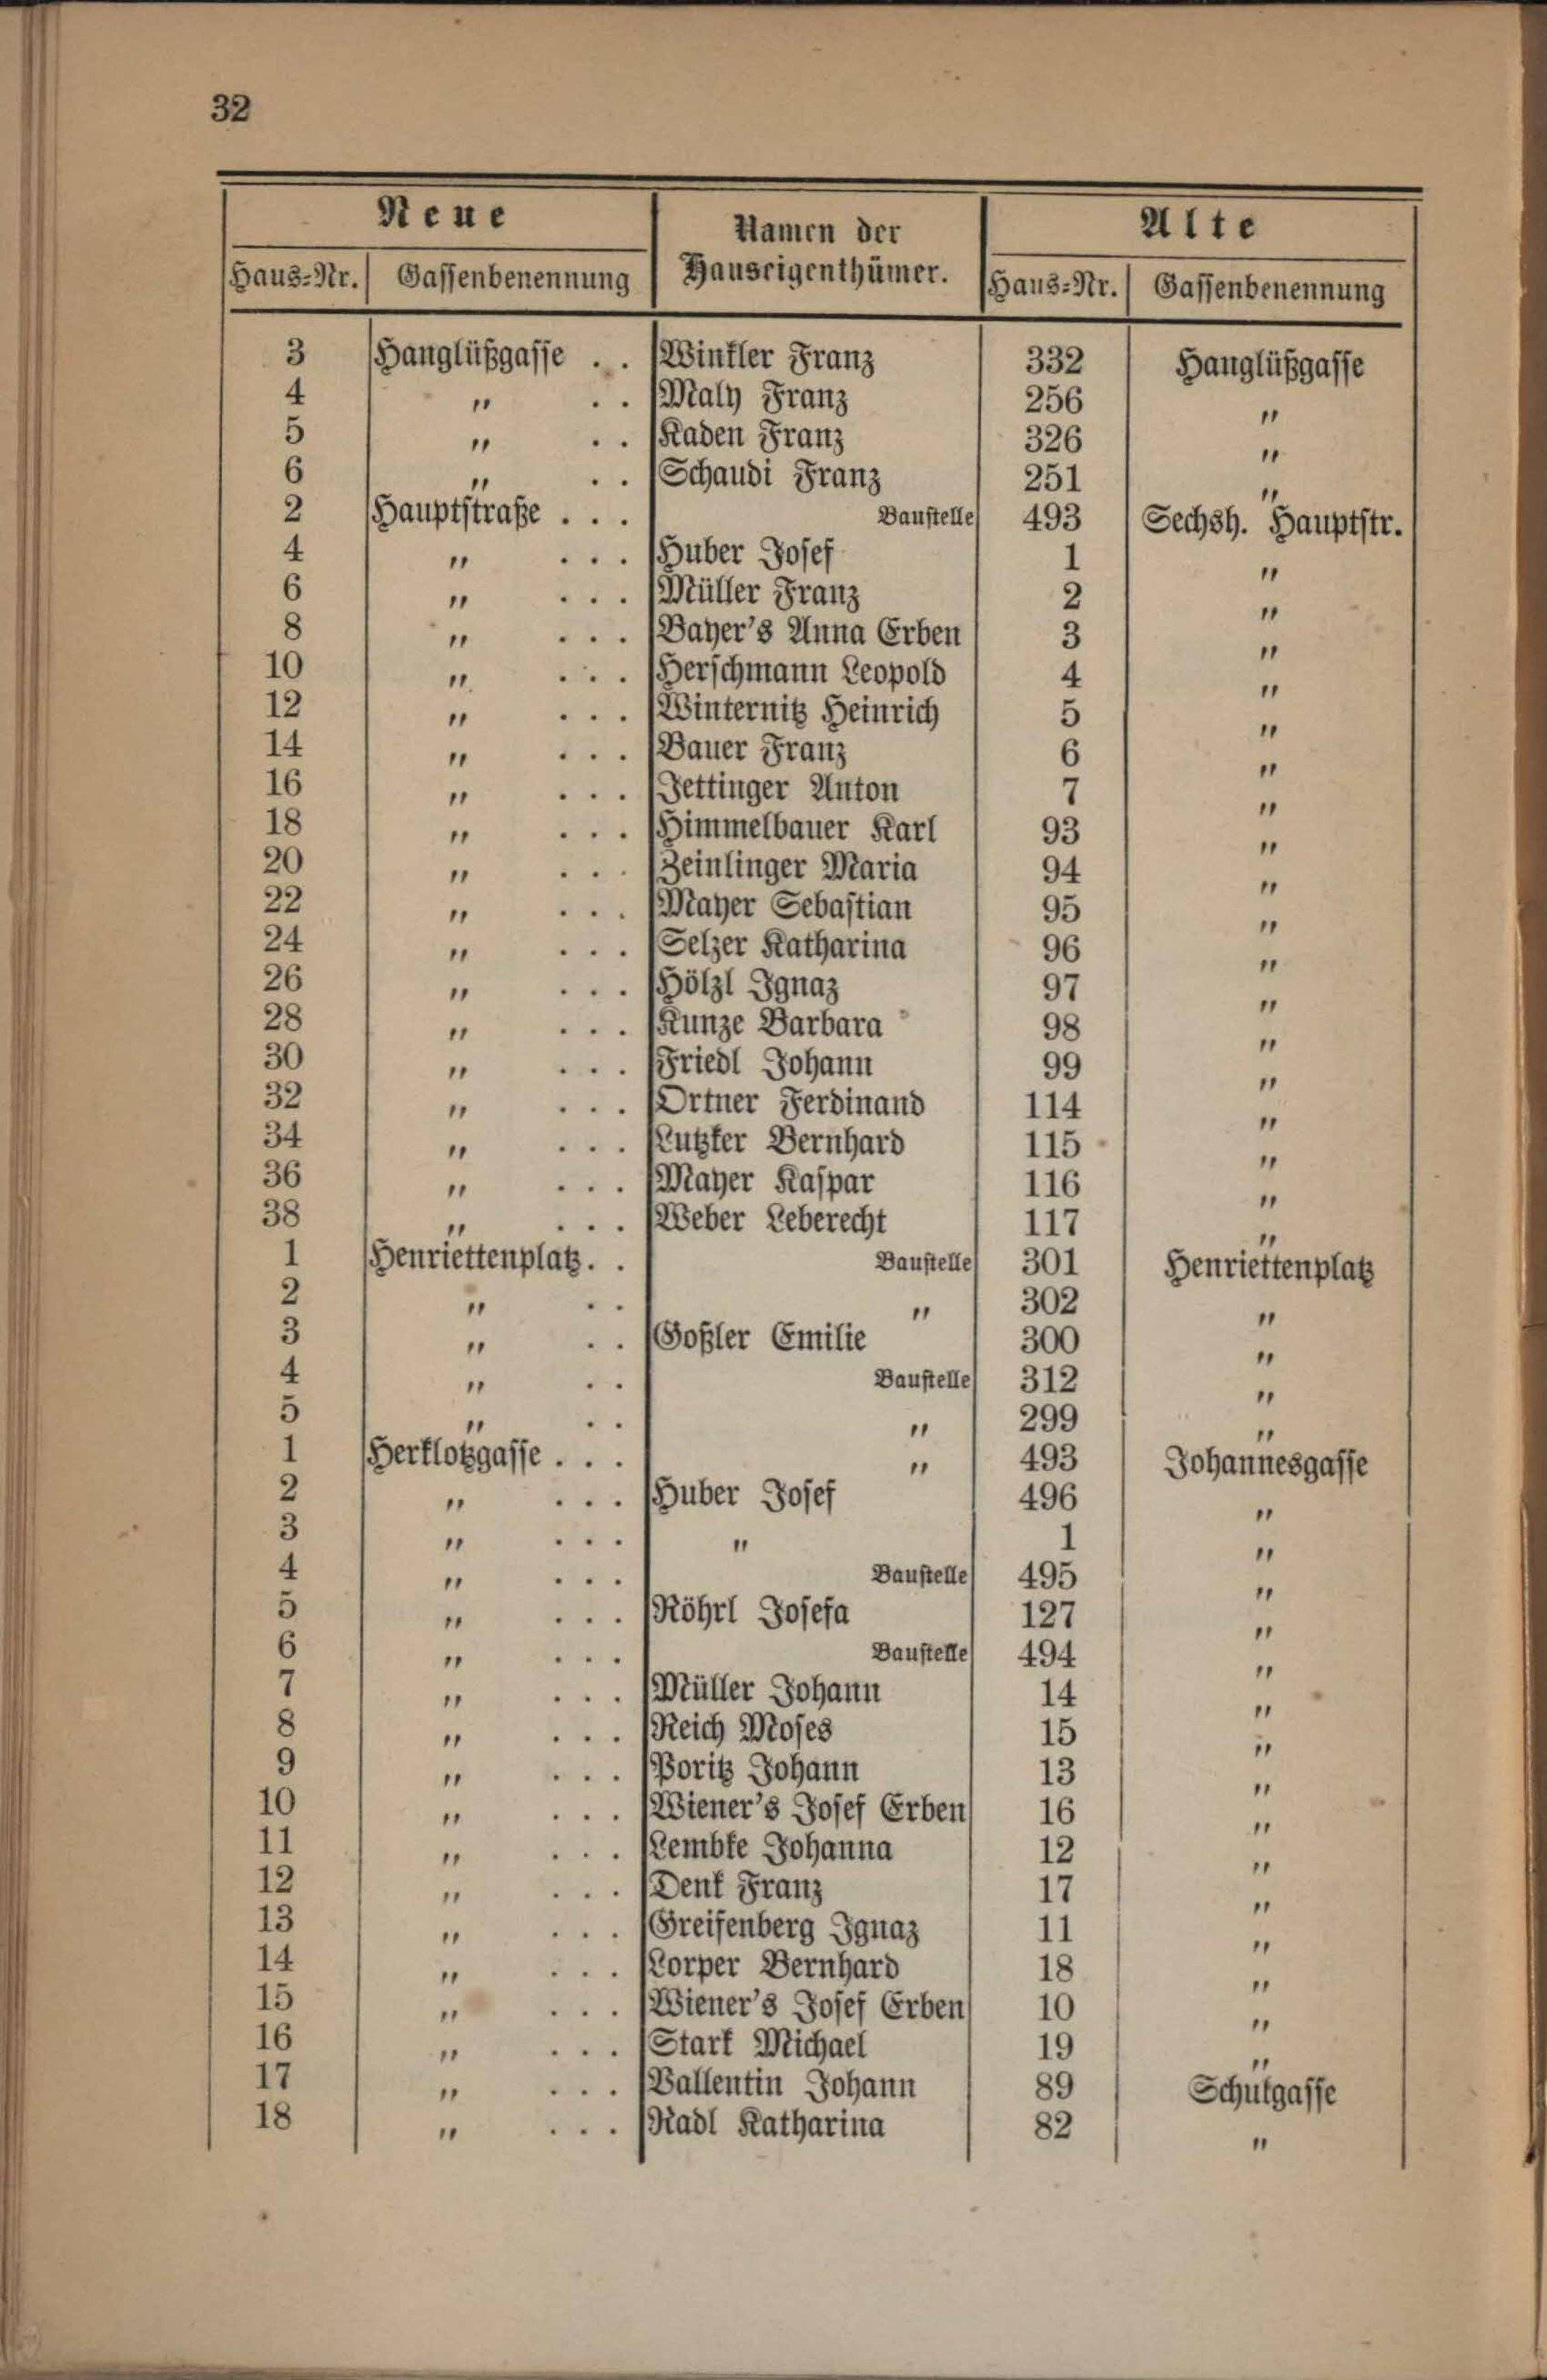 32
Neue Namen der Hauseigenthümer. Alte
Haus-Nr. Gassenbenennung Haus-Nr. Gassenbenennung
3 Hanglüßgasse . . Winkler Franz 332 Hanglüßgasse
4 " . . Maly Franz 256 "
5 " . . Kaden Franz 326 "
6 " . . Schaudi Franz 251 "
2 Hauptstraße . . . Baustelle 493 Sechsh. Hauptstr.
4 " . . . Huber Josef 1 "
6 " . . . Müller Franz 2 "
8 " . . . Bayer's Anna Erben 3 "
10 " . . . Herschmann Leopold 4 "
12 " . . . Winternitz Heinrich 5 "
14 " . . . Bauer Franz 6 "
16 " . . . Jettinger Anton 7 "
18 " . . . Himmelbauer Karl 93 "
20 " . . . Zeinlinger Maria 94 "
22 " . . . Mayer Sebastian 95 "
24 " . . . Selzer Katharina 96 "
26 " . . . Hölzl Ignaz 97 "
28 " . . . Kunze Barbara 98 "
30 " . . . Friedl Johann 99 "
32 " . . . Ortner Ferdinand 114 "
34 " . . . Lutzker Bernhard 115 "
36 " . . . Mayer Kaspar 116 "
38 " . . . Weber Leberecht 117 "
1 Henriettenplatz. . Baustelle 301 Henriettenplatz
2 " . . " 302 "
3 " . . Goßler Emilie 300 "
4 " . . Baustelle 312 "
5 " . . " 299 "
1 Herklotzgasse . . . " 493 Johannesgasse
2 " . . . Huber Josef 496 "
3 " . . . " 1 "
4 " . . . Baustelle 495 "
5 " . . . Röhrl Josefa 127 "
6 " . . . Baustelle 494 "
7 " . . . Müller Johann 14 "
8 " . . . Reich Moses 15 "
9 " . . . Poritz Johann 13 "
10 " . . . Wiener's Josef Erben 16 "
11 " . . . Lembke Johanna 12 "
12 " . . . Denk Franz 17 "
13 " . . . Greifenberg Ignaz 11 "
14 " . . . Lorper Bernhard 18 "
15 " . . . Wiener's Josef Erben 10 "
16 " . . . Stark Michael 19 "
17 " . . . Vallentin Johann 89 Schulgasse
18 " . . . Radl Katharina 82 "